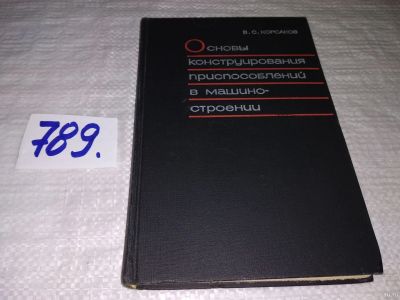 В. С. КОРСАКОВ
Основы
конструирования
приспособлений
в машино-
строении
789.